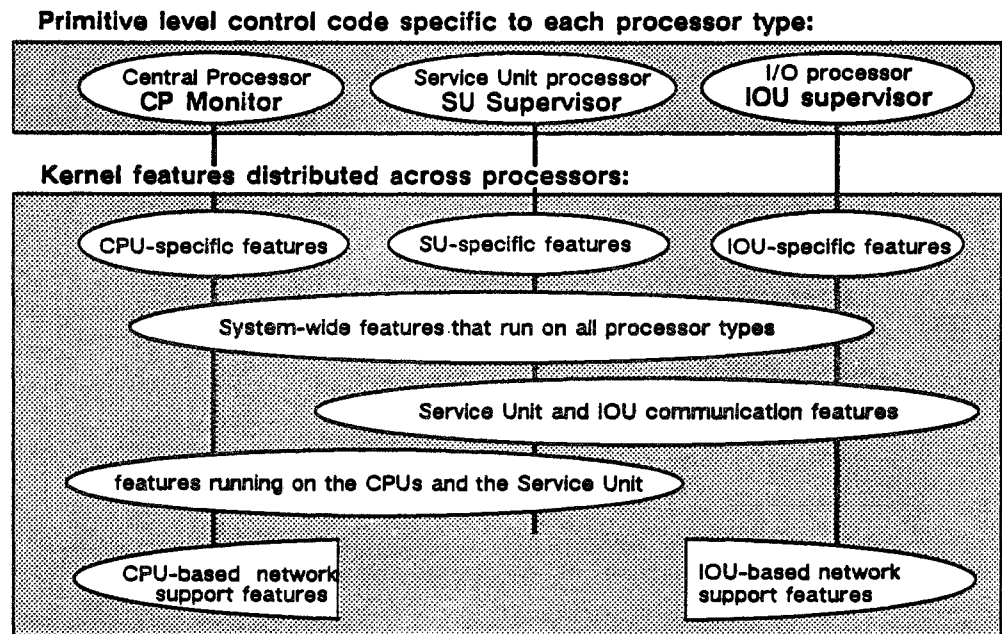 Primitive level control code specific to each processor type:
Central Processor
CP Monitor
Service Unit processor
SU Supervisor
I/O processor
IOU supervisor
Kernel features distributed across processors:
CPU-specific features
SU-specific features
IOU-specific features
System-wide features that run on all processor types
Service Unit and IOU communication features
features running on the CPUs and the Service Unit
CPU-based network
support features
IOU-based network
support features